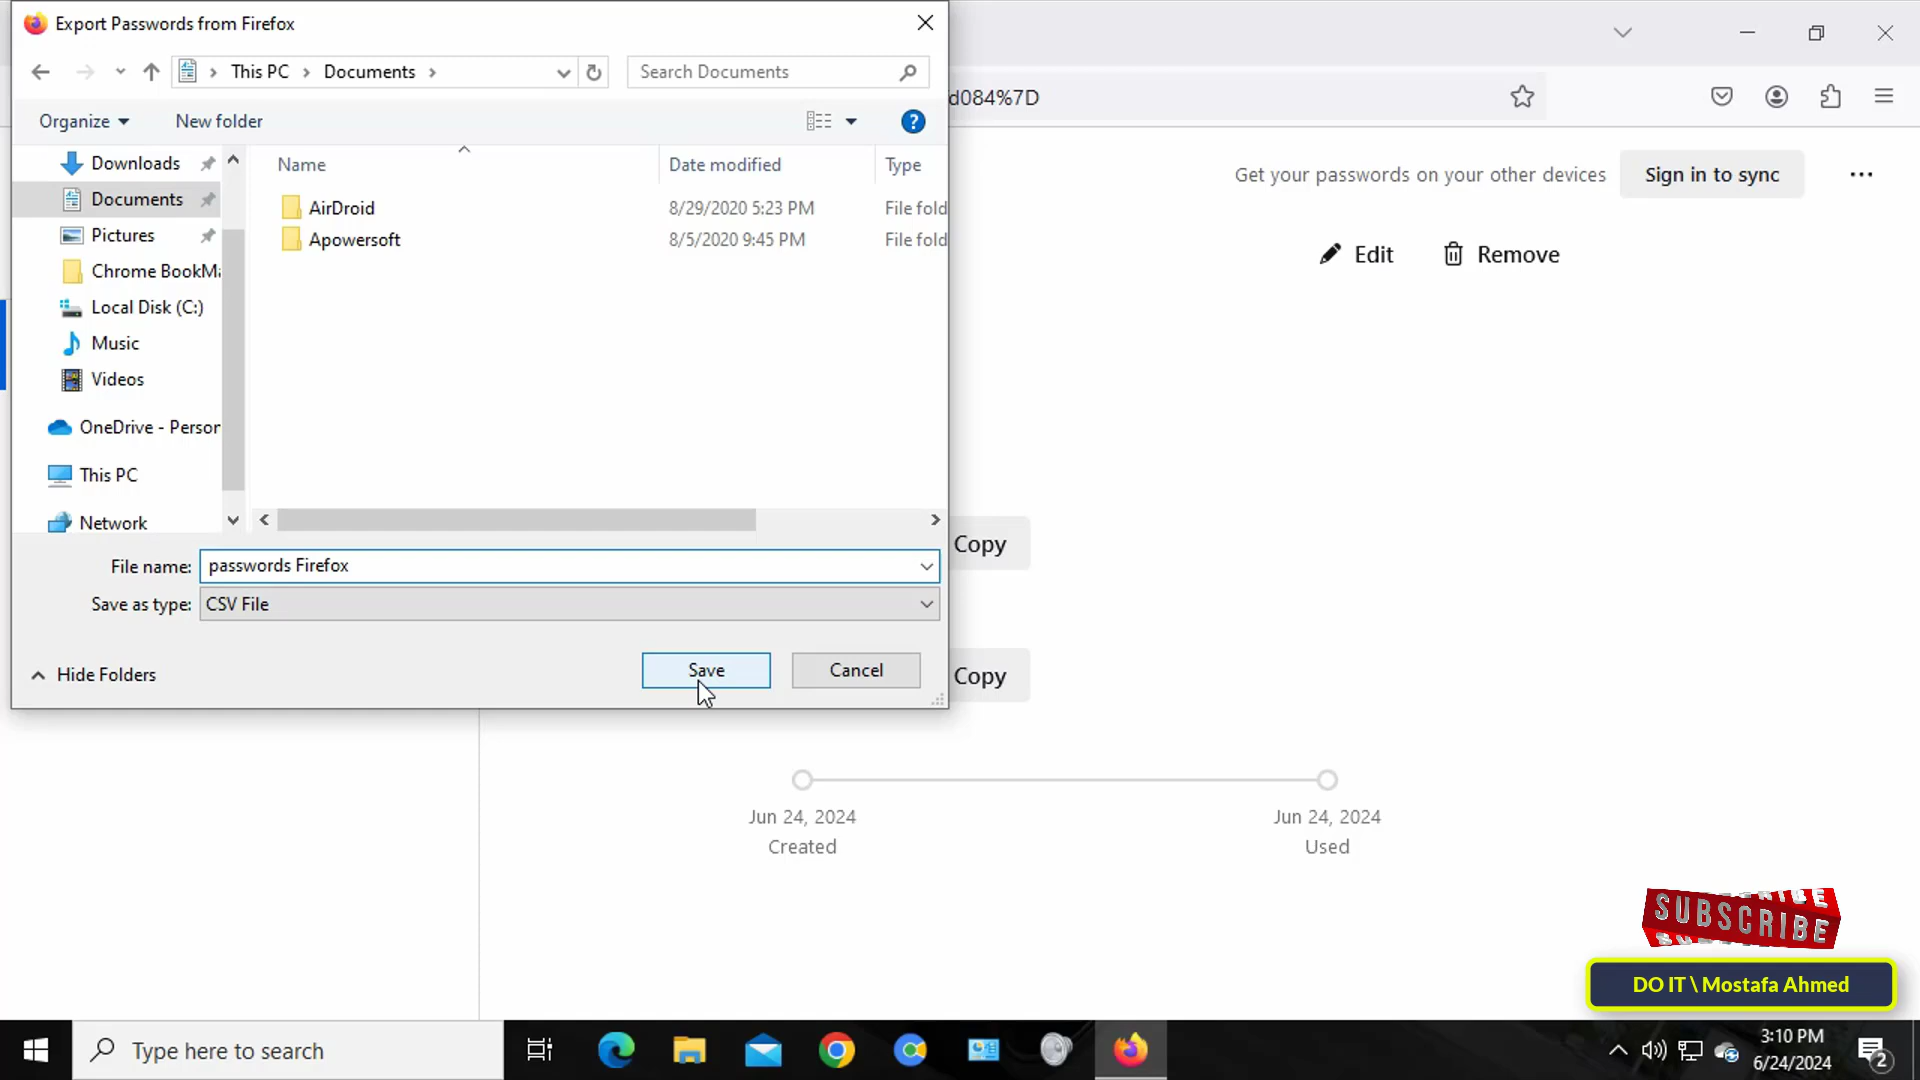 Export Passwords from Firefox
This PC
Documents
Search Documents
d084%7D
Organize
New folder
Get your passwords on your other devices
Sign in to sync
Name
Date modified
Type
Downloads
Documents
Pictures
Chrome BookMa
Local Disk (C:)
Music
Videos
OneDrive - Person
This PC
Network
AirDroid
8/29/2020 5:23 PM
File fold
Apowersoft
8/5/2020 9:45 PM
File fold
Edit
Remove
File name:
passwords Firefox
Save as type:
CSV File
Hide Folders
Save
Cancel
Copy
Copy
Jun 24, 2024
Created
Jun 24, 2024
Used
SUBSCRIBE
DO IT \ Mostafa Ahmed
Type here to search
3:10 PM
6/24/2024
2